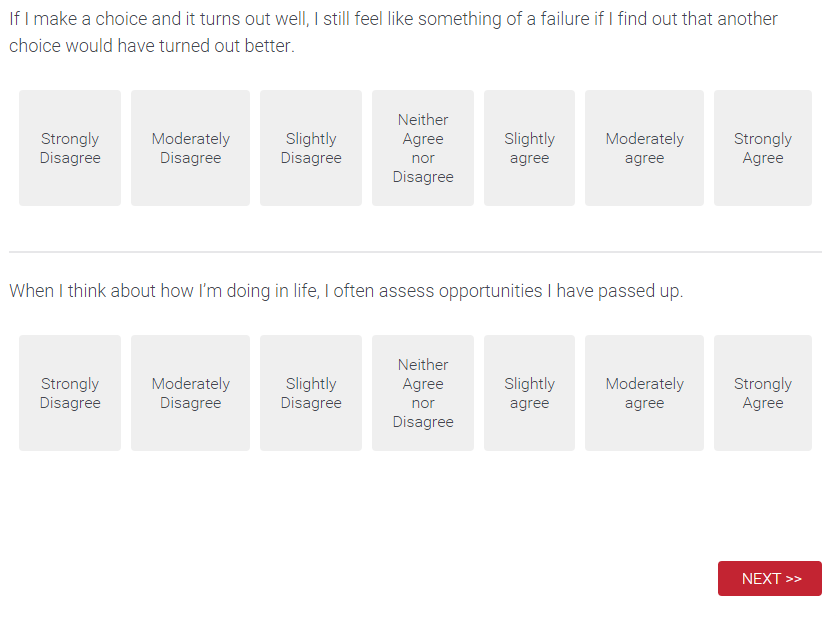 If I make a choice and it turns out well, I still feel like something of a failure if I find out that another
choice would have turned out better.
Strongly
Disagree
Moderately
Disagree
Slightly
Disagree
Neither
Agree
nor
Disagree
Slightly
agree
Moderately
agree
Strongly
Agree
When I think about how I'm doing in life, I often assess opportunities I have passed up.
Strongly
Disagree
Moderately
Disagree
Slightly
Disagree
Neither
Agree
nor
Disagree
Slightly
agree
Moderately
agree
Strongly
Agree
NEXT >>